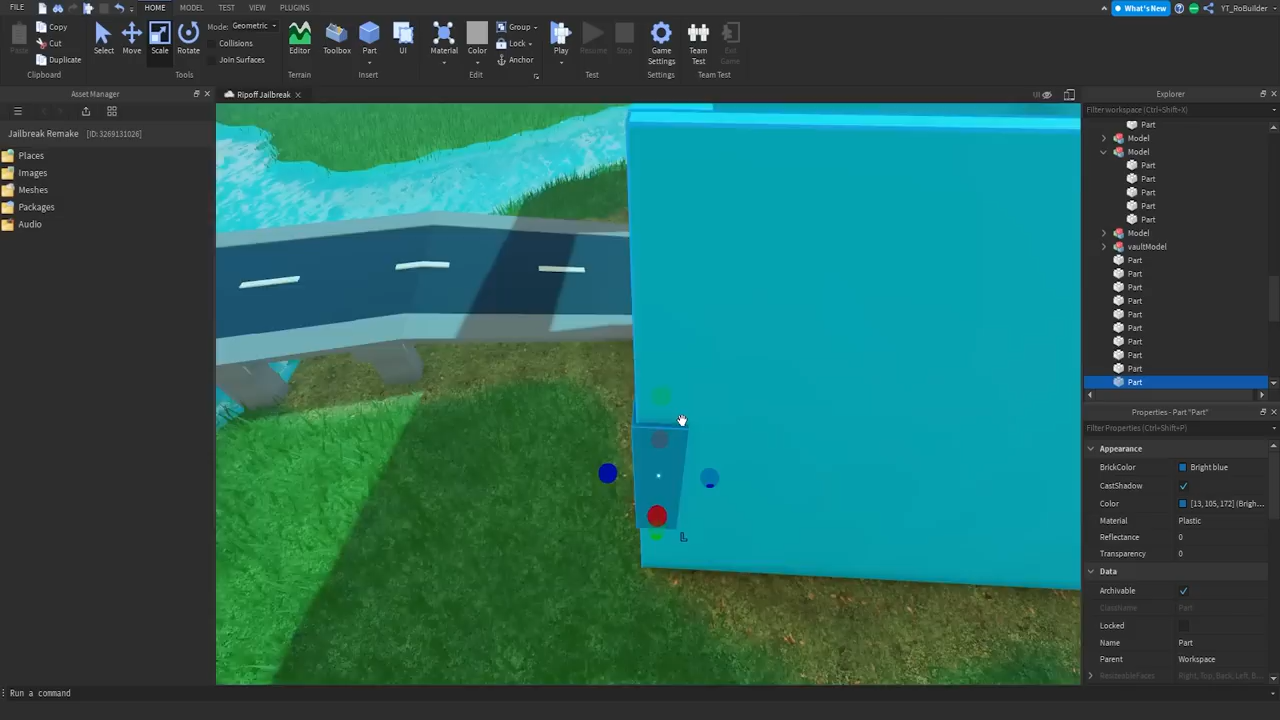 FILE HOME MODEL TEST VIEW PLUGINS What's New YT_RoBuilder
Paste Copy Cut Duplicate Clipboard
Select Move Scale Rotate Mode: Geometric Collisions Join Surfaces Tools
Editor Terrain
Toolbox Part UI Insert
Material Color Group Lock Anchor Edit
Play Resume Stop Test
Game Settings Settings
Team Test Exit Game Team Test
Asset Manager
Ripoff Jailbreak
UI
Explorer
Filter workspace (Ctrl+Shift+X)
Jailbreak Remake [ID:3269131026]
Places
Images
Meshes
Packages
Audio
Part
Model
Model
Part
Part
Part
Part
Part
Model
vaultModel
Part
Part
Part
Part
Part
Part
Part
Part
Part
Part
Properties - Part "Part"
Filter Properties (Ctrl+Shift+P)
Appearance
BrickColor Bright blue
CastShadow
Color [13, 105, 172] (Brigh...
Material Plastic
Reflectance 0
Transparency 0
Data
Archivable
ClassName Part
Locked
Name Part
Parent Workspace
ResizeableFaces Right, Top, Back, Left, B...
L
Run a command